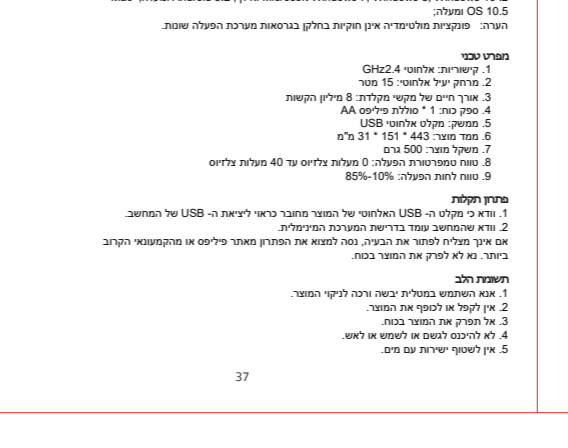 OS 10.5 ומעלה;
הערה: פונקציות מולטימדיה אינן חוקיות בחלקן בגרסאות מערכת הפעלה שונות.
מפרט טכני
1. קישוריות: אלחוטי GHz2.4
2. מרחק יעיל אלחוטי: 15 מטר
3. אורך חיים של מקשי מקלדת: 8 מיליון הקשות
4. ספק כוח: 1 * סוללת פיליפס AA
5. ממשק: מקלט אלחוטי USB
6. ממד מוצר: 443 * 151 * 31 מ"מ
7. משקל מוצר: 500 גרם
8. טווח טמפרטורת הפעלה: 0 מעלות צלזיוס עד 40 מעלות צלזיוס
9. טווח לחות הפעלה: 10%-85%
פתרון תקלות
1. וודא כי מקלט ה- USB האלחוטי של המוצר מחובר כראוי ליציאת ה- USB של המחשב.
2. וודא שהמחשב עומד בדרישת המערכת המינימלית.
אם אינך מצליח לפתור את הבעיה, נסה למצוא את הפתרון מאתר פיליפס או מהקמעונאי הקרוב
ביותר. נא לא לפרק את המוצר בכוח.
תשומת הלב
1. אנא השתמש במטלית יבשה ורכה לניקוי המוצר.
2. אין לקפל או לכופף את המוצר.
3. אל תפרק את המוצר בכוח.
4. לא להיכנס לגשם או לשמש או לאש.
5. אין לשטוף ישירות עם מים.
37